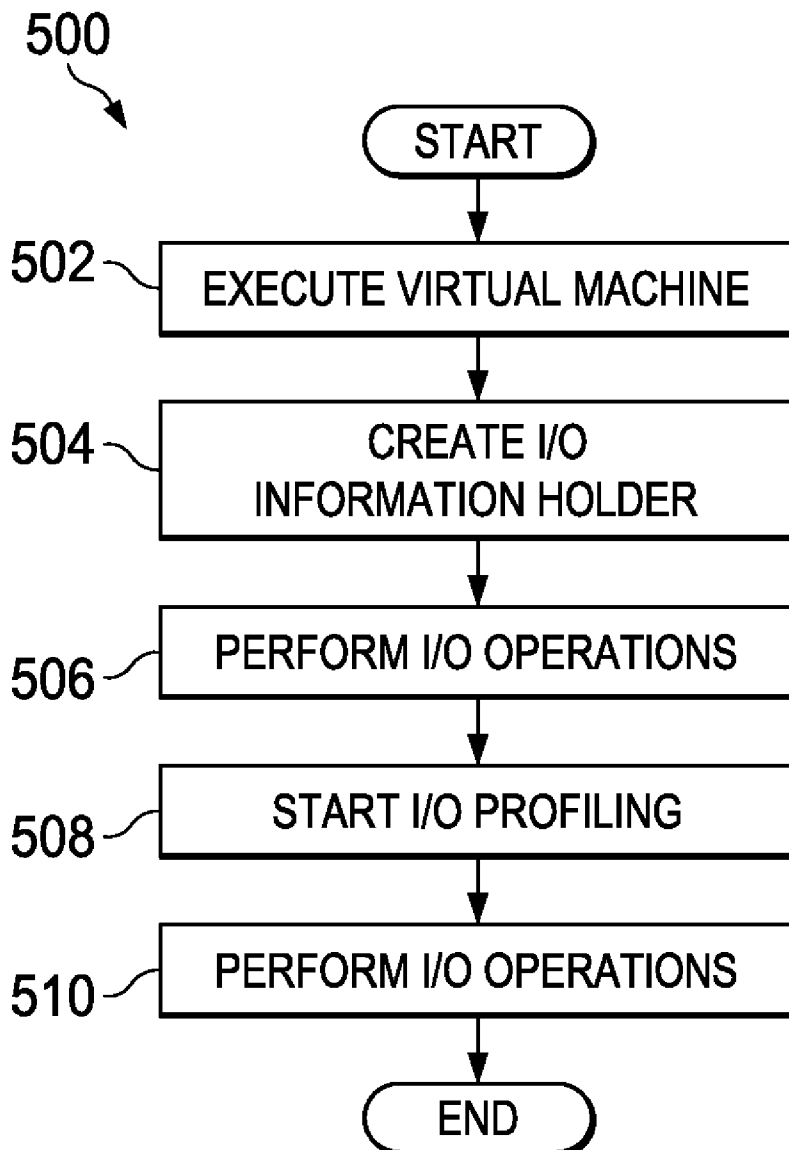 500
START
502
EXECUTE VIRTUAL MACHINE
504
CREATE I/O
INFORMATION HOLDER
506
PERFORM I/O OPERATIONS
508
START I/O PROFILING
510
PERFORM I/O OPERATIONS
END